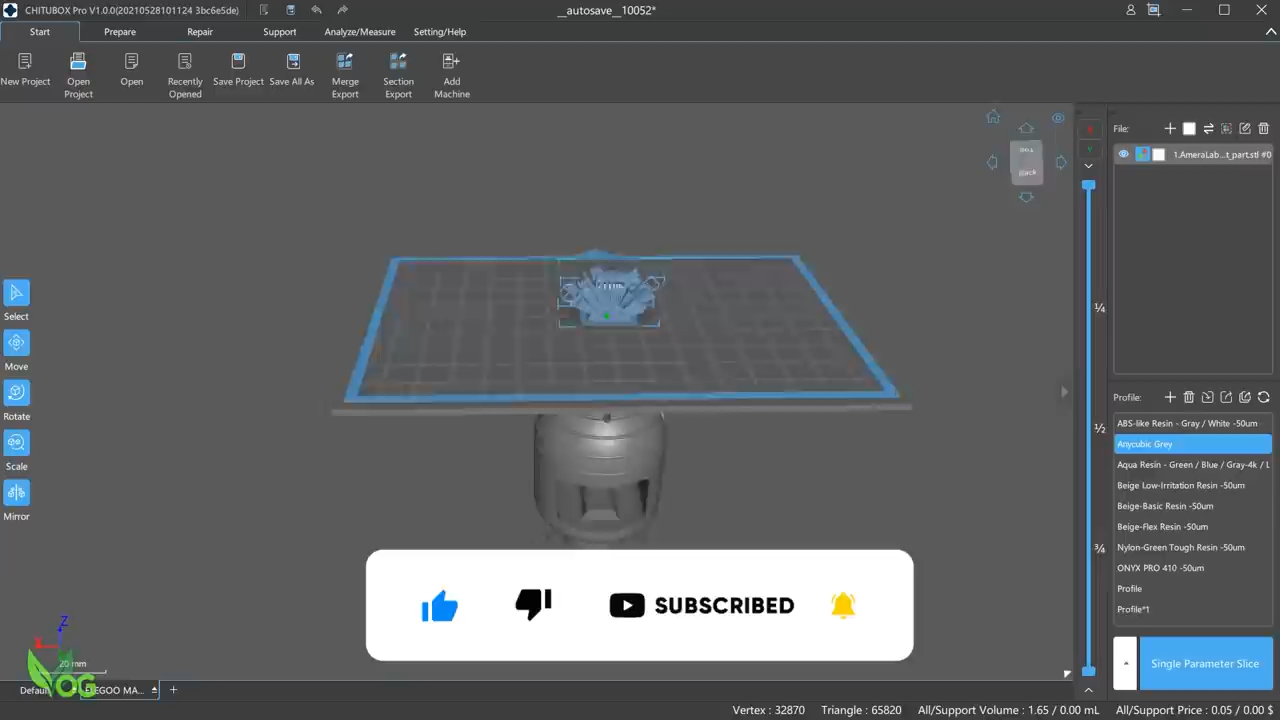 CHITUBOX Pro V1.0.0(20210528101124 3bc6e5de)
__autosave__10052*
Start Prepare Repair Support Analyze/Measure Setting/Help
New Project
Open Project
Open
Recently Opened
Save Project
Save All As
Merge Export
Section Export
Add Machine
File:
1.AmeraLab...t_part.stl #0
Select
Move
Rotate
Scale
Mirror
Back
1/4
1/2
3/4
Profile:
ABS-like Resin - Gray / White -50um
Anycubic Grey
Aqua Resin - Green / Blue / Gray-4k / L
Beige Low-Irritation Resin -50um
Beige-Basic Resin -50um
Beige-Flex Resin -50um
Nylon-Green Tough Resin -50um
ONYX PRO 410 -50um
Profile
Profile*1
Single Parameter Slice
SUBSCRIBED
Z
X
20 mm
VOG
Defau
ELEGOO MA...
Vertex : 32870 Triangle : 65820 All/Support Volume : 1.65 / 0.00 mL All/Support Price : 0.05 / 0.00 $